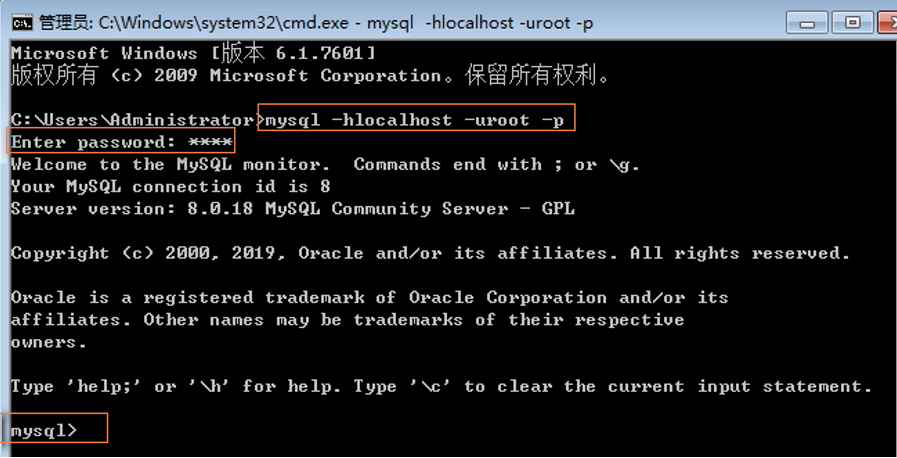 管理员: C:\Windows\system32\cmd.exe - mysql  -hlocalhost -uroot -p
Microsoft Windows [版本 6.1.7601]
版权所有 (c) 2009 Microsoft Corporation。保留所有权利。
C:\Users\Administrator>mysql -hlocalhost -uroot -p
Enter password: ****
Welcome to the MySQL monitor.  Commands end with ; or \g.
Your MySQL connection id is 8
Server version: 8.0.18 MySQL Community Server - GPL
Copyright (c) 2000, 2019, Oracle and/or its affiliates. All rights reserved.
Oracle is a registered trademark of Oracle Corporation and/or its
affiliates. Other names may be trademarks of their respective
owners.
Type 'help;' or '\h' for help. Type '\c' to clear the current input statement.
mysql>